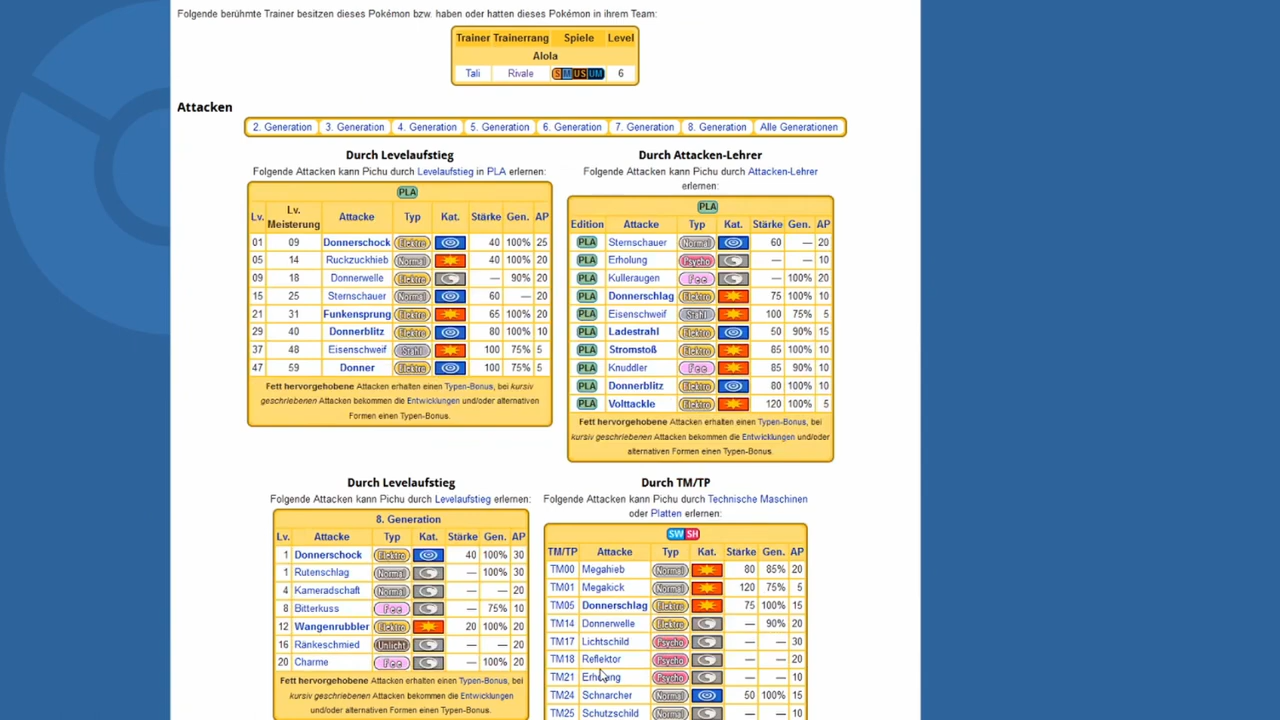 Folgende berühmte Trainer besitzen dieses Pokémon bzw. haben oder hatten dieses Pokémon in ihrem Team:
Trainer Trainerrang Spiele Level
Alola
Tali Rivale S M US UM 6
Attacken
2. Generation 3. Generation 4. Generation 5. Generation 6. Generation 7. Generation 8. Generation Alle Generationen
Durch Levelaufstieg
Folgende Attacken kann Pichu durch Levelaufstieg in PLA erlernen:
PLA
Lv. Lv. Meisterung Attacke Typ Kat. Stärke Gen. AP
01 09 Donnerschock Elektro 40 100% 25
05 14 Ruckzuckhieb Normal 40 100% 20
09 18 Donnerwelle Elektro — 90% 20
15 25 Sternschauer Normal 60 — 20
21 31 Funkensprung Elektro 65 100% 20
29 40 Donnerblitz Elektro 80 100% 10
37 48 Eisenschweif Stahl 100 75% 5
47 59 Donner Elektro 100 75% 5
Fett hervorgehobene Attacken erhalten einen Typen-Bonus, bei kursiv
geschriebenen Attacken bekommen die Entwicklungen und/oder alternativen
Formen einen Typen-Bonus.
Durch Attacken-Lehrer
Folgende Attacken kann Pichu durch Attacken-Lehrer
erlernen:
PLA
Edition Attacke Typ Kat. Stärke Gen. AP
PLA Sternschauer Normal 60 — 20
PLA Erholung Psycho — — 10
PLA Kulleraugen Fee — 100% 20
PLA Donnerschlag Elektro 75 100% 10
PLA Eisenschweif Stahl 100 75% 5
PLA Ladestrahl Elektro 50 90% 15
PLA Stromstoß Elektro 85 100% 10
PLA Knuddler Fee 85 90% 10
PLA Donnerblitz Elektro 80 100% 10
PLA Volttackle Elektro 120 100% 5
Fett hervorgehobene Attacken erhalten einen Typen-Bonus, bei
kursiv geschriebenen Attacken bekommen die Entwicklungen und/oder
alternativen Formen einen Typen-Bonus.
Durch Levelaufstieg
Folgende Attacken kann Pichu durch Levelaufstieg erlernen:
8. Generation
Lv. Attacke Typ Kat. Stärke Gen. AP
1 Donnerschock Elektro 40 100% 30
1 Rutenschlag Normal — 100% 30
4 Kameradschaft Normal — — 20
8 Bitterkuss Fee — 75% 10
12 Wangenrubbler Elektro 20 100% 20
16 Ränkeschmied Unlicht — — 20
20 Charme Fee — 100% 20
Fett hervorgehobene Attacken erhalten einen Typen-Bonus, bei
kursiv geschriebenen Attacken bekommen die Entwicklungen
und/oder alternativen Formen einen Typen-Bonus.
Durch TM/TP
Folgende Attacken kann Pichu durch Technische Maschinen
oder Platten erlernen:
SW SH
TM/TP Attacke Typ Kat. Stärke Gen. AP
TM00 Megahieb Normal 80 85% 20
TM01 Megakick Normal 120 75% 5
TM05 Donnerschlag Elektro 75 100% 15
TM14 Donnerwelle Elektro — 90% 20
TM17 Lichtschild Psycho — — 30
TM18 Reflektor Psycho — — 20
TM21 Erholung Psycho — — 10
TM24 Schnarcher Normal 50 100% 15
TM25 Schutzschild Normal — — 10